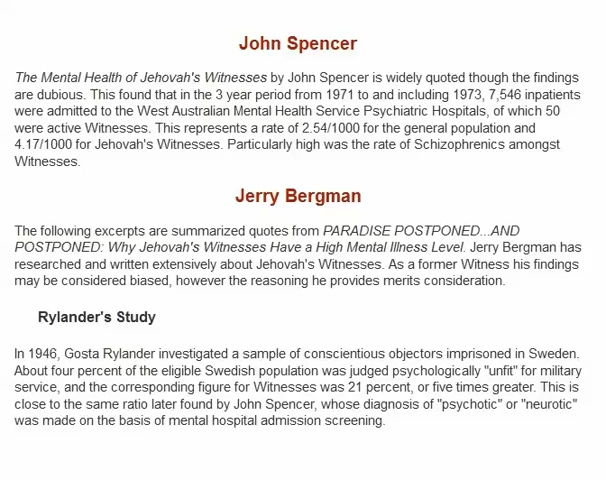 John Spencer
The Mental Health of Jehovah's Witnesses by John Spencer is widely quoted though the findings
are dubious. This found that in the 3 year period from 1971 to and including 1973, 7,546 inpatients
were admitted to the West Australian Mental Health Service Psychiatric Hospitals, of which 50
were active Witnesses. This represents a rate of 2.54/1000 for the general population and
4.17/1000 for Jehovah's Witnesses. Particularly high was the rate of Schizophrenics amongst
Witnesses.
Jerry Bergman
The following excerpts are summarized quotes from PARADISE POSTPONED...AND
POSTPONED: Why Jehovah's Witnesses Have a High Mental Illness Level. Jerry Bergman has
researched and written extensively about Jehovah's Witnesses. As a former Witness his findings
may be considered biased, however the reasoning he provides merits consideration.
Rylander's Study
In 1946, Gosta Rylander investigated a sample of conscientious objectors imprisoned in Sweden.
About four percent of the eligible Swedish population was judged psychologically "unfit" for military
service, and the corresponding figure for Witnesses was 21 percent, or five times greater. This is
close to the same ratio later found by John Spencer, whose diagnosis of "psychotic" or "neurotic"
was made on the basis of mental hospital admission screening.